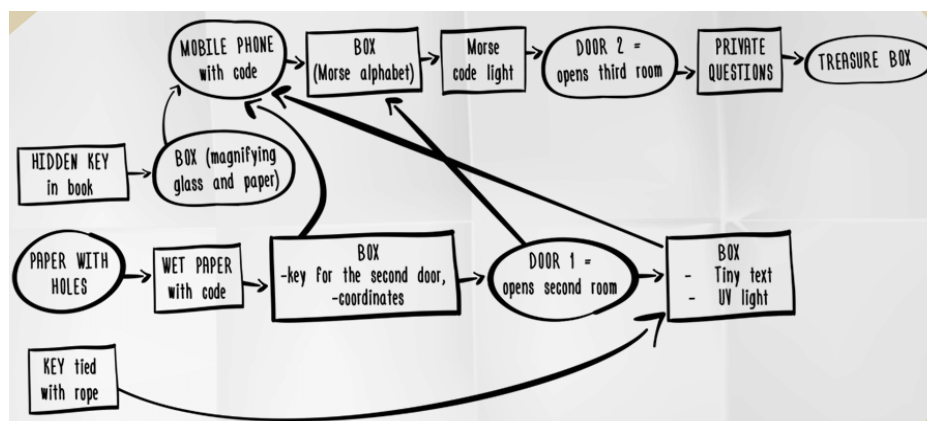 MOBILE PHONE
with code
BOX
(Morse alphabet)
Morse
code light
DOOR 2 =
opens third room
PRIVATE
QUESTIONS
TREASURE BOX
HIDDEN KEY
in book
BOX (magnifying
glass and paper)
PAPER WITH
HOLES
WET PAPER
with code
BOX
-key for the second door,
-coordinates
DOOR 1 =
opens second room
BOX
- Tiny text
- UV light
KEY tied
with rope